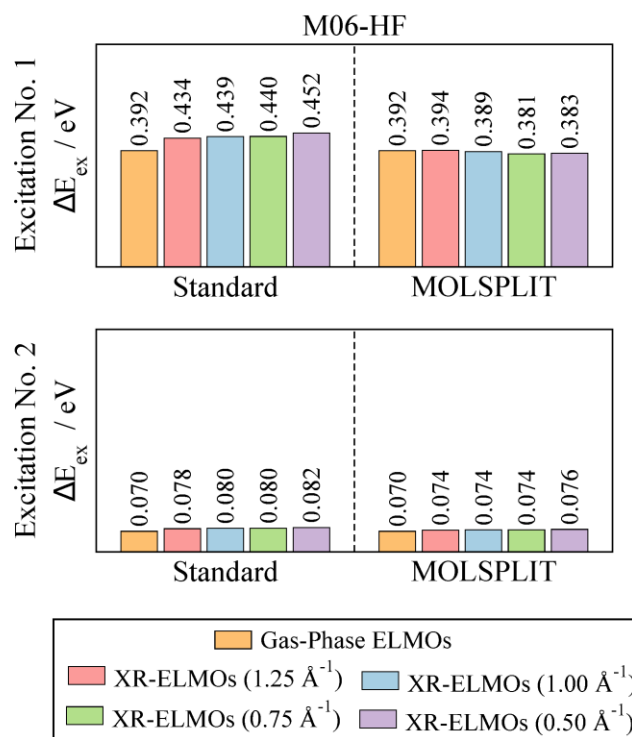 M06-HF
Excitation No. 1
ΔE_ex / eV
0.392
0.434
0.439
0.440
0.452
0.392
0.394
0.389
0.381
0.383
Standard
MOLSPLIT
Excitation No. 2
ΔE_ex / eV
0.070
0.078
0.080
0.080
0.082
0.070
0.074
0.074
0.074
0.076
Standard
MOLSPLIT
Gas-Phase ELMOs
XR-ELMOs (1.25 Å⁻¹)
XR-ELMOs (1.00 Å⁻¹)
XR-ELMOs (0.75 Å⁻¹)
XR-ELMOs (0.50 Å⁻¹)